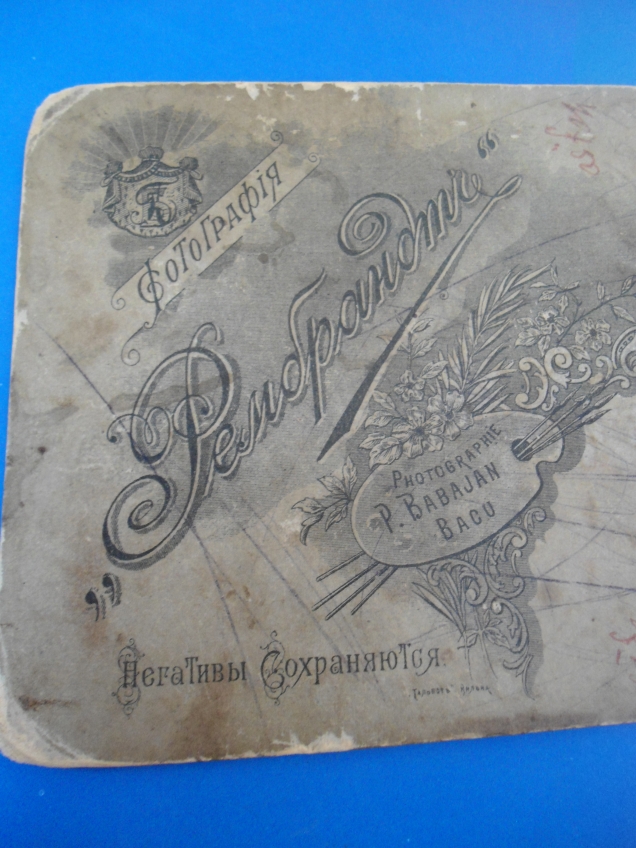 Фотографія
„Рембрандтъ“
Photographie
P. Babajan
Bacu
Негативы Сохраняются.